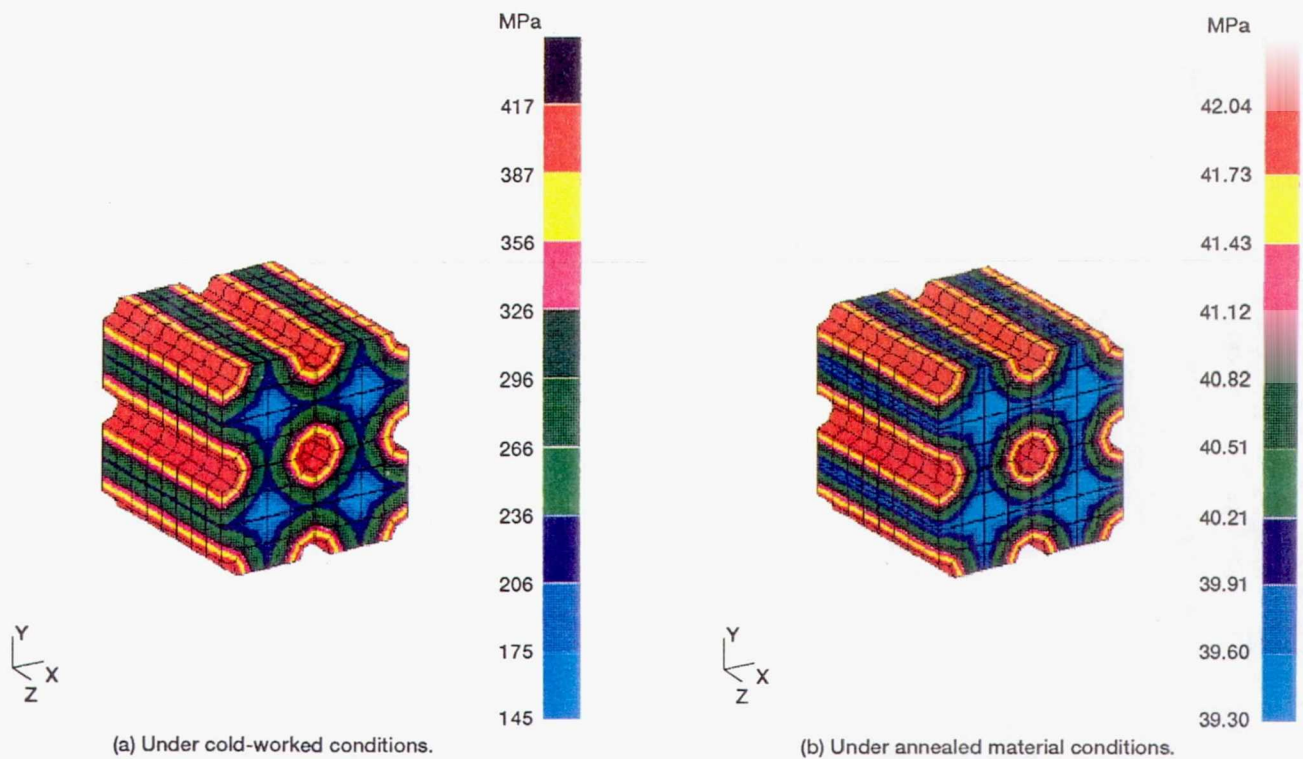 MPa
417
387
356
326
296
266
236
206
175
145
Y
X
Z
(a) Under cold-worked conditions.
MPa
42.04
41.73
41.43
41.12
40.82
40.51
40.21
39.91
39.60
39.30
Y
X
Z
(b) Under annealed material conditions.